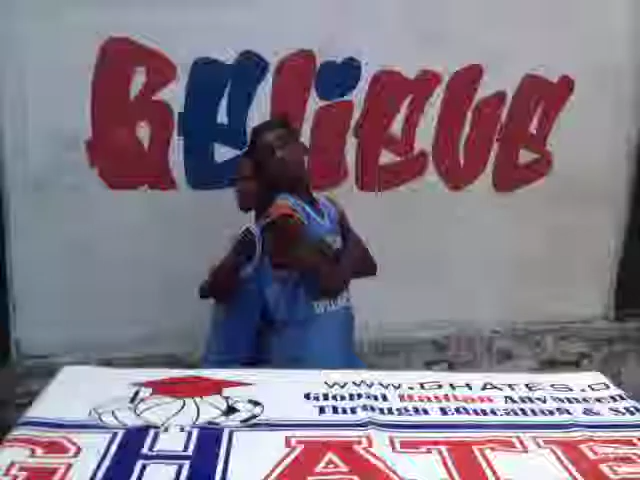 Believe
www.GHATES.o
Global Haitian Advancem
Through Education & Sp
GHATE